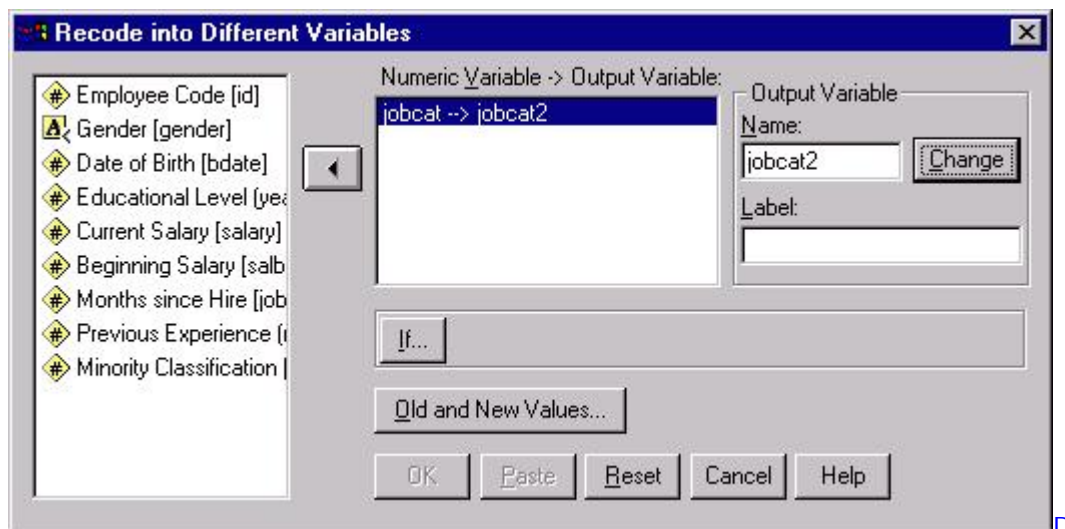 Recode into Different Variables
Employee Code [id]
Gender [gender]
Date of Birth [bdate]
Educational Level (yea
Current Salary [salary]
Beginning Salary [salb
Months since Hire [job
Previous Experience (r
Minority Classification [
Numeric Variable -> Output Variable:
jobcat --> jobcat2
Output Variable
Name:
jobcat2
Change
Label:
If...
Old and New Values...
OK
Paste
Reset
Cancel
Help